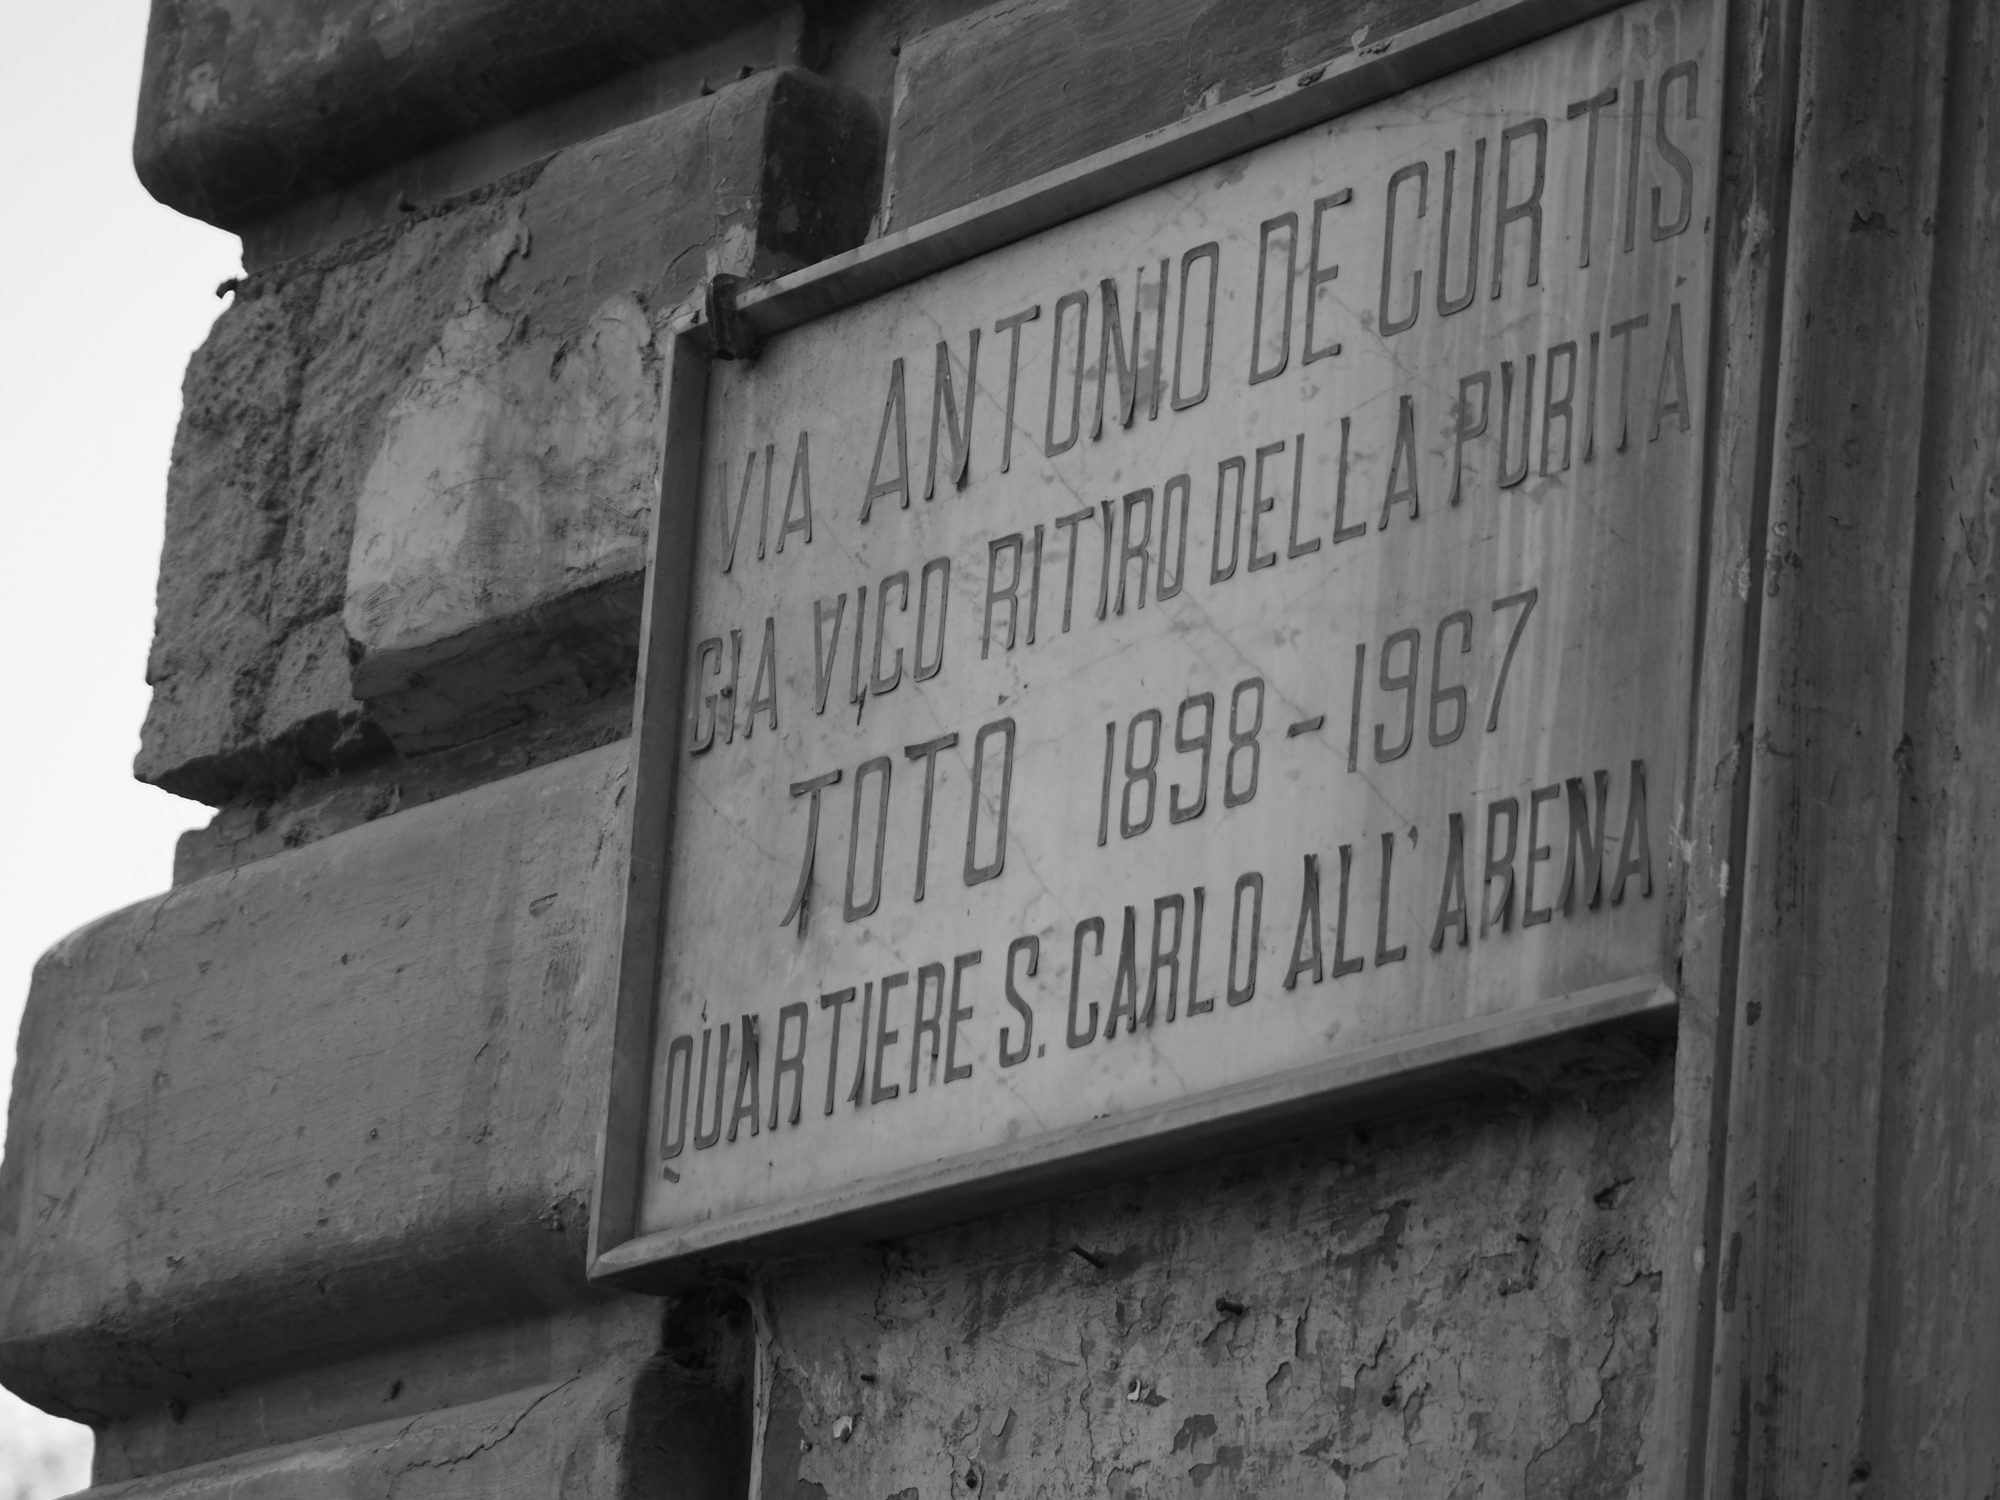 VIA ANTONIO DE CURTIS
GIA VICO RITIRO DELLA PURITÀ
TOTÒ 1898-1967
QUARTIERE S. CARLO ALL'ARENA